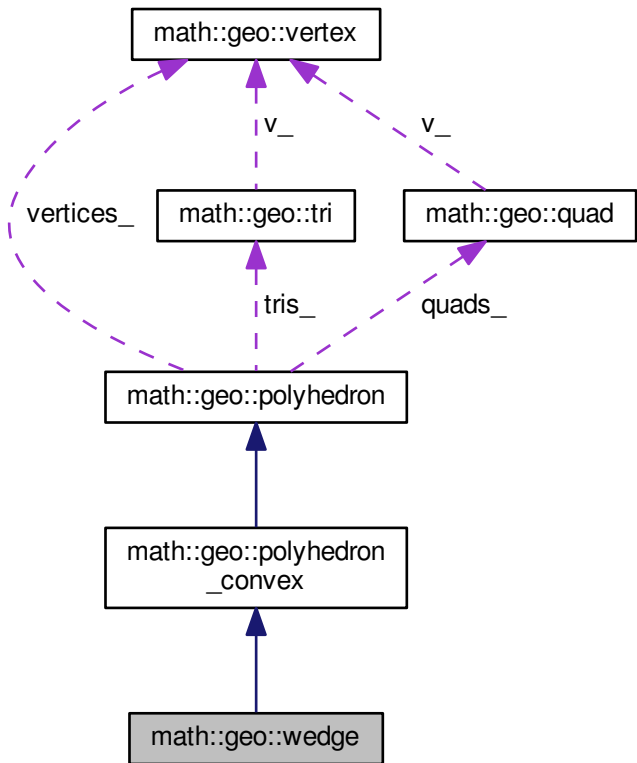 math::geo::vertex
v_
v_
vertices_
math::geo::tri
math::geo::quad
tris_
quads_
math::geo::polyhedron
math::geo::polyhedron
_convex
math::geo::wedge